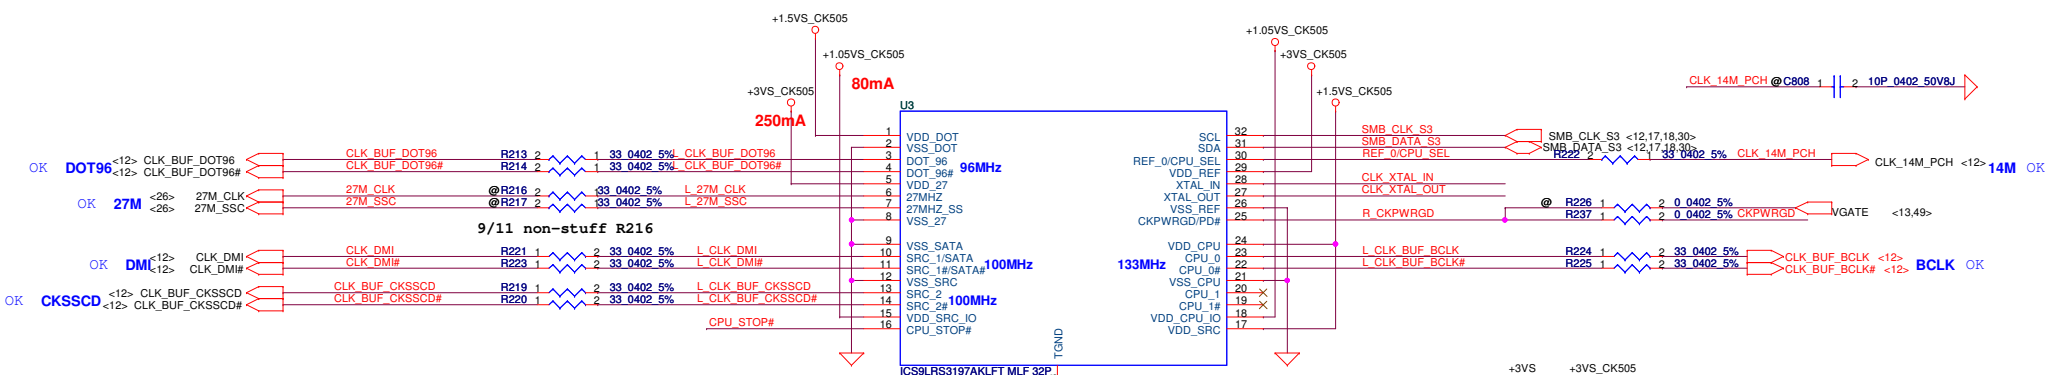 +1.5VS_CK505
+1.05VS_CK505
80mA
+3VS_CK505
250mA
+1.05VS_CK505
+3VS_CK505
+1.5VS_CK505
CLK_14M_PCH @C808 1 2 10P_0402_50V8J
U3
1 VDD_DOT
2 VSS_DOT
3 DOT_96
4 DOT_96#
96MHz
5 VDD_27
6 27MHZ
7 27MHZ_SS
8 VSS_27
9 VSS_SATA
10 SRC_1/SATA
11 SRC_1#/SATA#
100MHz
12 VSS_SRC
13 SRC_2
14 SRC_2#
100MHz
15 VDD_SRC_IO
16 CPU_STOP#
SCL 32
SDA 31
REF_0/CPU_SEL 30
VDD_REF 29
XTAL_IN 28
XTAL_OUT 27
VSS_REF 26
CKPWRGD/PD# 25
VDD_CPU 24
CPU_0 23
CPU_0# 22
133MHz
VSS_CPU 21
CPU_1 20
CPU_1# 19
VDD_CPU_IO 18
VDD_SRC 17
TGND
ICS9LRS3197AKLFT MLF 32P
OK DOT96
<12> CLK_BUF_DOT96 CLK_BUF_DOT96 R213 2 1 33_0402_5% L_CLK_BUF_DOT96
<12> CLK_BUF_DOT96# CLK_BUF_DOT96# R214 2 1 33_0402_5% L_CLK_BUF_DOT96#
OK 27M
<26> 27M_CLK 27M_CLK @R216 2 1 33_0402_5% L_27M_CLK
<26> 27M_SSC 27M_SSC @R217 2 1 33_0402_5% L_27M_SSC
9/11 non-stuff R216
OK DMI
<12> CLK_DMI CLK_DMI R221 1 2 33_0402_5% L_CLK_DMI
<12> CLK_DMI# CLK_DMI# R223 1 2 33_0402_5% L_CLK_DMI#
OK CKSSCD
<12> CLK_BUF_CKSSCD CLK_BUF_CKSSCD R219 1 2 33_0402_5% L_CLK_BUF_CKSSCD
<12> CLK_BUF_CKSSCD# CLK_BUF_CKSSCD# R220 1 2 33_0402_5% L_CLK_BUF_CKSSCD#
CPU_STOP#
SMB_CLK_S3 SMB_CLK_S3 <12,17,18,30>
SMB_DATA_S3 SMB_DATA_S3 <12,17,18,30>
REF_0/CPU_SEL R222 2 1 33_0402_5% CLK_14M_PCH CLK_14M_PCH <12> 14M OK
CLK_XTAL_IN
CLK_XTAL_OUT
@ R226 1 2 0_0402_5% VGATE <13,49>
R_CKPWRGD R237 1 2 0_0402_5% CKPWRGD
L_CLK_BUF_BCLK R224 1 2 33_0402_5% CLK_BUF_BCLK <12>
L_CLK_BUF_BCLK# R225 1 2 33_0402_5% CLK_BUF_BCLK# <12>
BCLK OK
+3VS +3VS_CK505